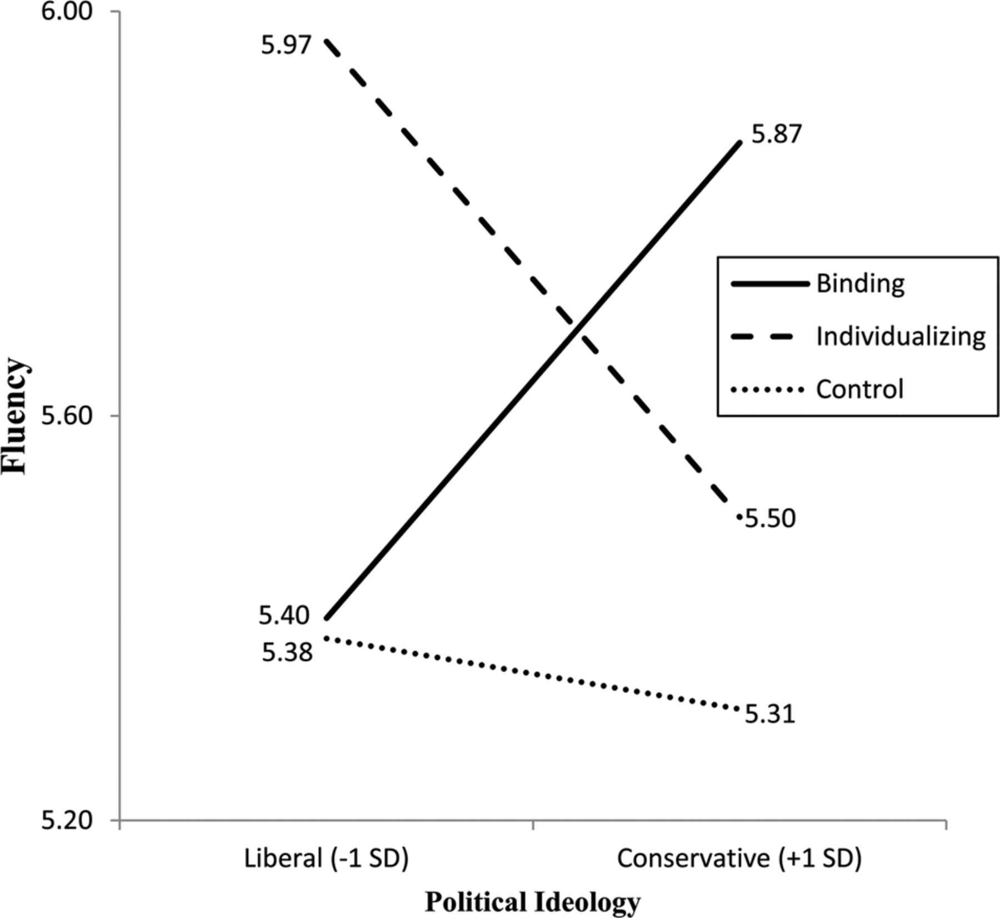 6.00
5.97
5.87
Binding
Individualizing
Control
5.60
Fluency
5.50
5.40
5.38
5.31
5.20
Liberal (-1 SD)
Conservative (+1 SD)
Political Ideology